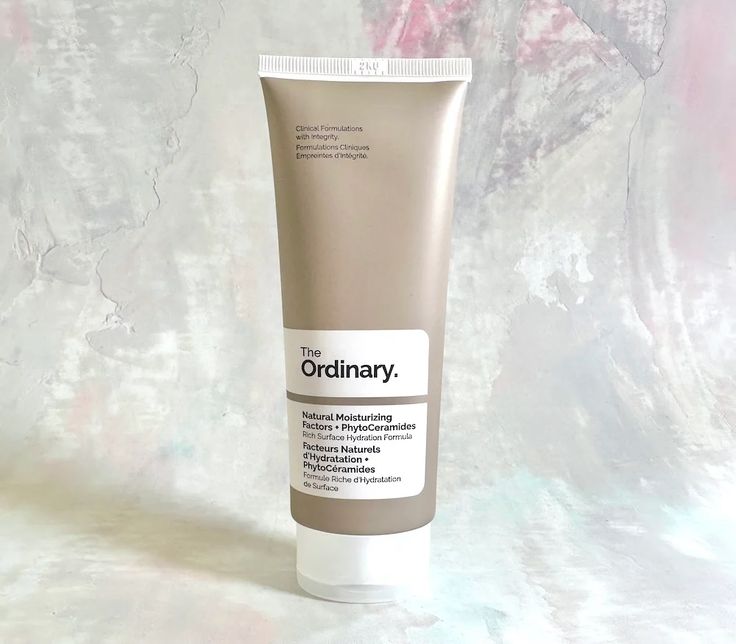 Clinical Formulations
with Integrity.
Formulations Cliniques
Empreintes d'Intégrité.
The
Ordinary.
Natural Moisturizing
Factors + PhytoCeramides
Rich Surface Hydration Formula
Facteurs Naturels
d'Hydratation +
PhytoCéramides
Formule Riche d'Hydratation
de Surface